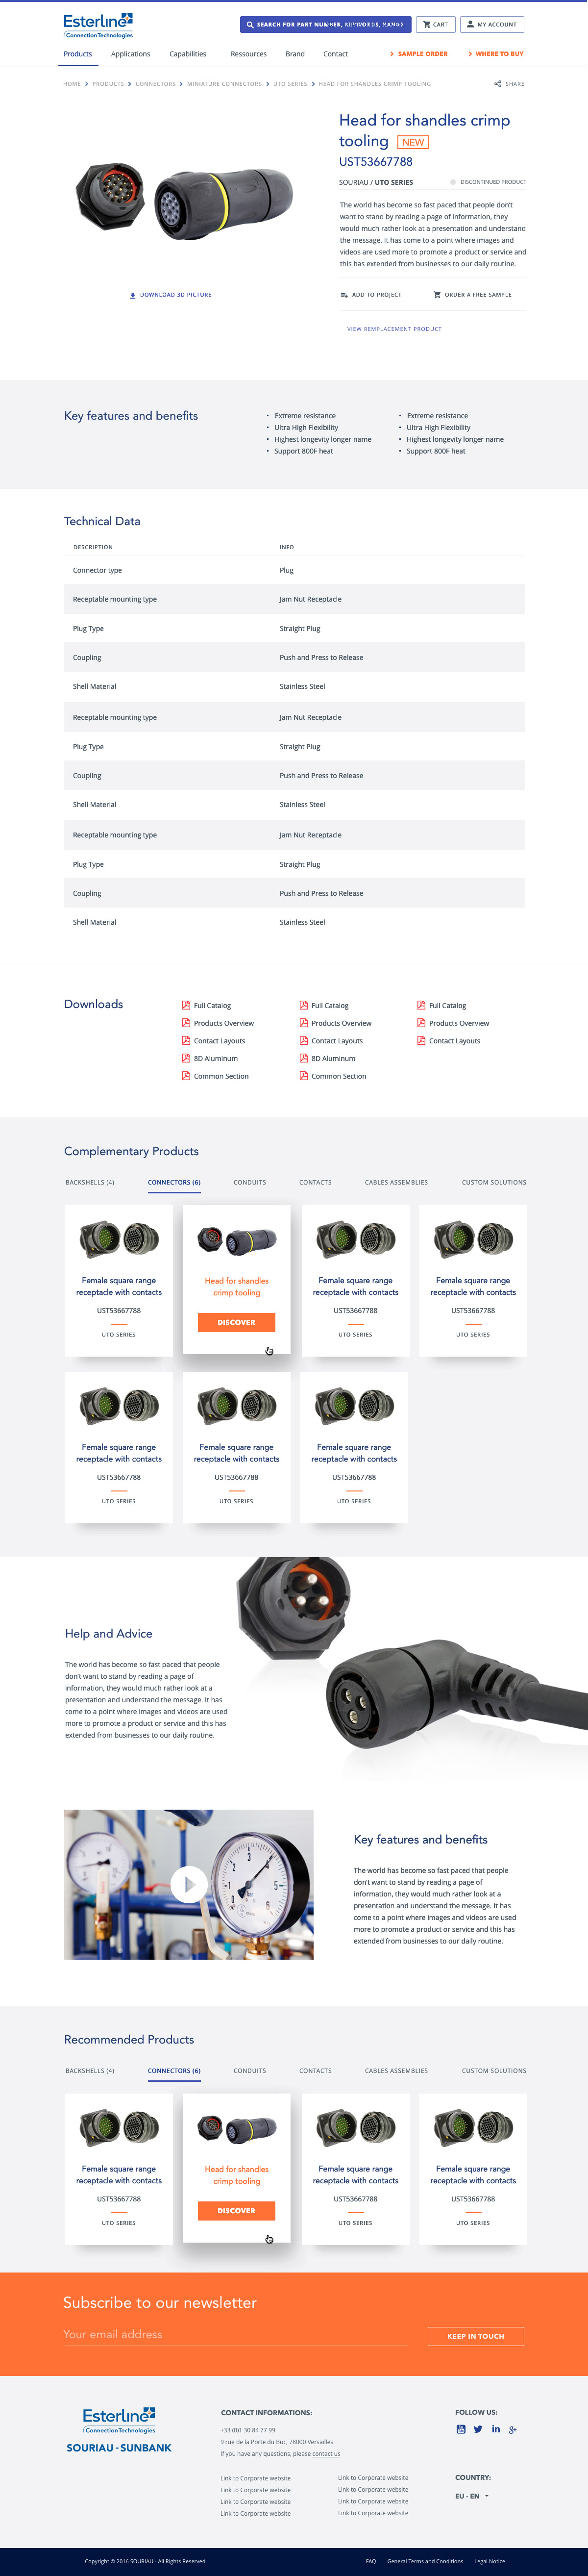 Esterline
Connection Technologies
SEARCH FOR PART NUMBER, KEYWORDS, RANGE
CART
MY ACCOUNT
Products
Applications
Capabilities
Ressources
Brand
Contact
SAMPLE ORDER
WHERE TO BUY
HOME > PRODUCTS > CONNECTORS > MINIATURE CONNECTORS > UTO SERIES > HEAD FOR SHANDLES CRIMP TOOLING
SHARE
Head for shandles crimp
tooling NEW
UST53667788
SOURIAU / UTO SERIES
DISCONTINUED PRODUCT
The world has become so fast paced that people don't
want to stand by reading a page of information, they
would much rather look at a presentation and understand
the message. It has come to a point where images and
videos are used more to promote a product or service and
this has extended from businesses to our daily routine.
DOWNLOAD 3D PICTURE
ADD TO PROJECT
ORDER A FREE SAMPLE
VIEW REMPLACEMENT PRODUCT
Key features and benefits
• Extreme resistance
• Ultra High Flexibility
• Highest longevity longer name
• Support 800F heat
• Extreme resistance
• Ultra High Flexibility
• Highest longevity longer name
• Support 800F heat
Technical Data
DESCRIPTION INFO
Connector type Plug
Receptable mounting type Jam Nut Receptacle
Plug Type Straight Plug
Coupling Push and Press to Release
Shell Material Stainless Steel
Receptable mounting type Jam Nut Receptacle
Plug Type Straight Plug
Coupling Push and Press to Release
Shell Material Stainless Steel
Receptable mounting type Jam Nut Receptacle
Plug Type Straight Plug
Coupling Push and Press to Release
Shell Material Stainless Steel
Downloads
Full Catalog
Products Overview
Contact Layouts
8D Aluminum
Common Section
Full Catalog
Products Overview
Contact Layouts
8D Aluminum
Common Section
Full Catalog
Products Overview
Contact Layouts
Complementary Products
BACKSHELLS (4)
CONNECTORS (6)
CONDUITS
CONTACTS
CABLES ASSEMBLIES
CUSTOM SOLUTIONS
Female square range
receptacle with contacts
UST53667788
UTO SERIES
Head for shandles
crimp tooling
DISCOVER
Female square range
receptacle with contacts
UST53667788
UTO SERIES
Female square range
receptacle with contacts
UST53667788
UTO SERIES
Female square range
receptacle with contacts
UST53667788
UTO SERIES
Female square range
receptacle with contacts
UST53667788
UTO SERIES
Female square range
receptacle with contacts
UST53667788
UTO SERIES
Help and Advice
The world has become so fast paced that people
don't want to stand by reading a page of
information, they would much rather look at a
presentation and understand the message. It has
come to a point where images and videos are used
more to promote a product or service and this has
extended from businesses to our daily routine.
Key features and benefits
The world has become so fast paced that people
don't want to stand by reading a page of
information, they would much rather look at a
presentation and understand the message. It has
come to a point where images and videos are used
more to promote a product or service and this has
extended from businesses to our daily routine.
Recommended Products
BACKSHELLS (4)
CONNECTORS (6)
CONDUITS
CONTACTS
CABLES ASSEMBLIES
CUSTOM SOLUTIONS
Female square range
receptacle with contacts
UST53667788
UTO SERIES
Head for shandles
crimp tooling
DISCOVER
Female square range
receptacle with contacts
UST53667788
UTO SERIES
Female square range
receptacle with contacts
UST53667788
UTO SERIES
Subscribe to our newsletter
Your email address
KEEP IN TOUCH
Esterline
Connection Technologies
SOURIAU - SUNBANK
CONTACT INFORMATIONS:
+33 (0)1 30 84 77 99
9 rue de la Porte du Buc, 78000 Versailles
If you have any questions, please contact us
Link to Corporate website
Link to Corporate website
Link to Corporate website
Link to Corporate website
Link to Corporate website
Link to Corporate website
Link to Corporate website
Link to Corporate website
FOLLOW US:
COUNTRY:
EU - EN
Copyright © 2016 SOURIAU - All Rights Reserved
FAQ
General Terms and Conditions
Legal Notice